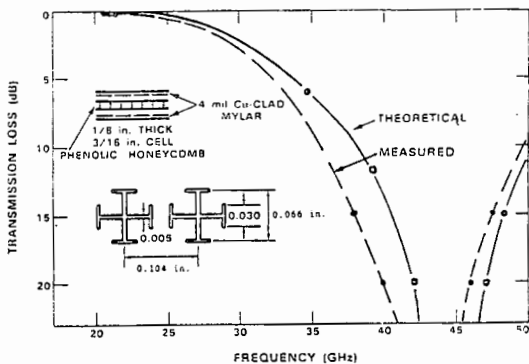 0
5
10
15
20
TRANSMISSION LOSS (dB)
4 mil Cu-CLAD
MYLAR
1/8 in. THICK
3/16 in. CELL
PHENOLIC HONEYCOMB
THEORETICAL
MEASURED
0.005
0.030
0.066 in.
0.104 in.
15
20
25
30
35
40
45
50
FREQUENCY (GHz)